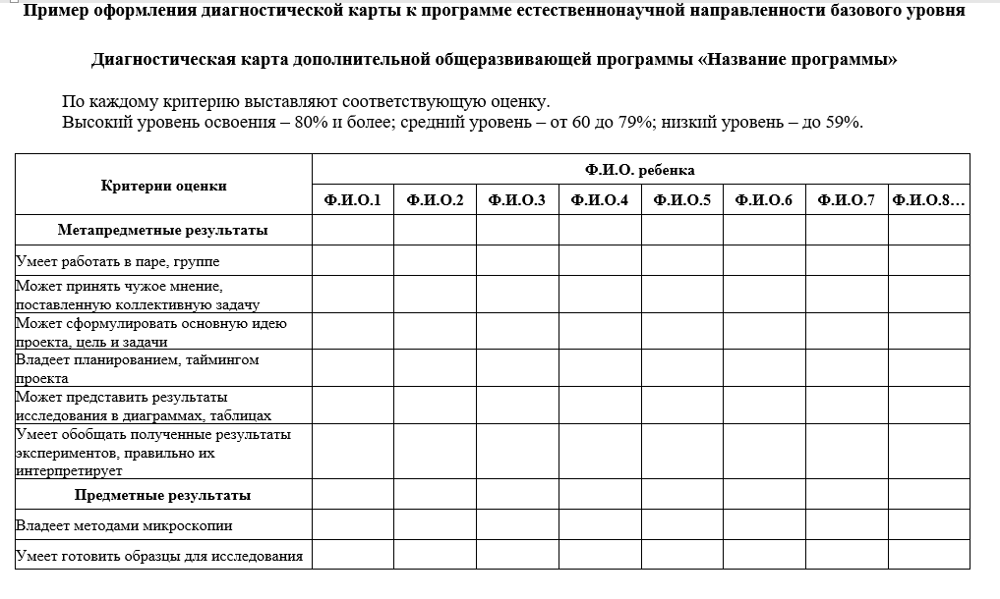 Пример оформления диагностической карты к программе естественнонаучной направленности базового уровня
Диагностическая карта дополнительной общеразвивающей программы «Название программы»
По каждому критерию выставляют соответствующую оценку.
Высокий уровень освоения – 80% и более; средний уровень – от 60 до 79%; низкий уровень – до 59%.
Критерии оценки
Ф.И.О. ребенка
Ф.И.О.1 Ф.И.О.2 Ф.И.О.3 Ф.И.О.4 Ф.И.О.5 Ф.И.О.6 Ф.И.О.7 Ф.И.О.8…
Метапредметные результаты
Умеет работать в паре, группе
Может принять чужое мнение,
поставленную коллективную задачу
Может сформулировать основную идею
проекта, цель и задачи
Владеет планированием, таймингом
проекта
Может представить результаты
исследования в диаграммах, таблицах
Умеет обобщать полученные результаты
экспериментов, правильно их
интерпретирует
Предметные результаты
Владеет методами микроскопии
Умеет готовить образцы для исследования